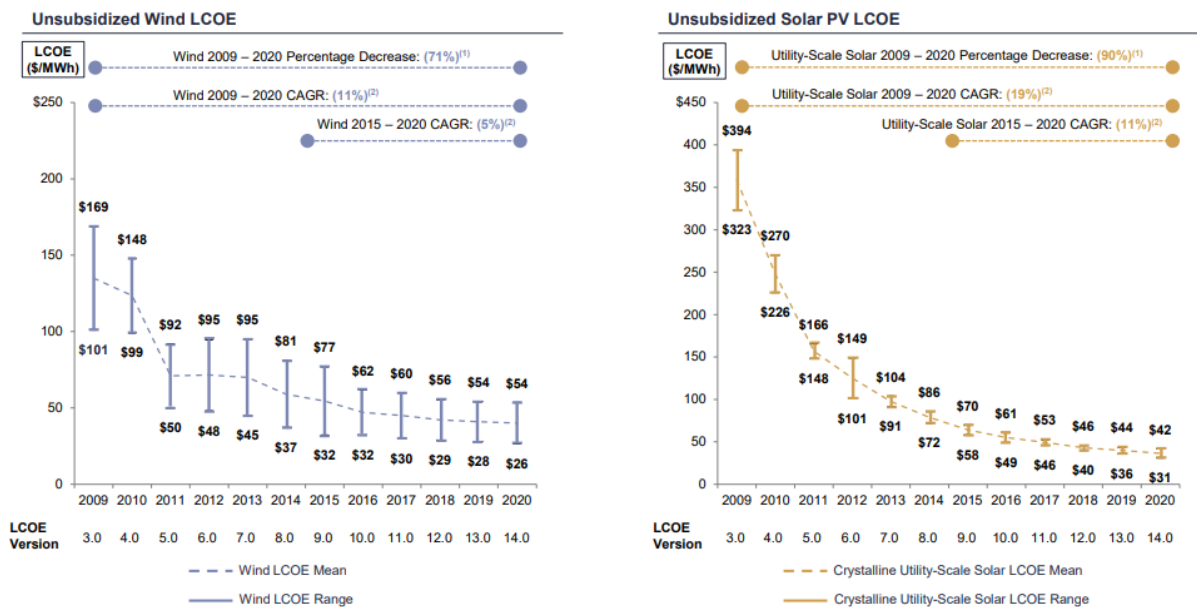 Unsubsidized Wind LCOE
LCOE
($/MWh)
Wind 2009 – 2020 Percentage Decrease: (71%)(1)
Wind 2009 – 2020 CAGR: (11%)(2)
Wind 2015 – 2020 CAGR: (5%)(2)
$250
200
150
100
50
0
$169
$148
$92
$95
$95
$81
$77
$62
$60
$56
$54
$54
$101
$99
$50
$48
$45
$37
$32
$32
$30
$29
$28
$26
2009 2010 2011 2012 2013 2014 2015 2016 2017 2018 2019 2020
LCOE
Version
3.0 4.0 5.0 6.0 7.0 8.0 9.0 10.0 11.0 12.0 13.0 14.0
Wind LCOE Mean
Wind LCOE Range
Unsubsidized Solar PV LCOE
LCOE
($/MWh)
Utility-Scale Solar 2009 – 2020 Percentage Decrease: (90%)(1)
Utility-Scale Solar 2009 – 2020 CAGR: (19%)(2)
Utility-Scale Solar 2015 – 2020 CAGR: (11%)(2)
$450
400
350
300
250
200
150
100
50
0
$394
$270
$166
$149
$104
$86
$70
$61
$53
$46
$44
$42
$323
$226
$148
$101
$91
$72
$58
$49
$46
$40
$36
$31
2009 2010 2011 2012 2013 2014 2015 2016 2017 2018 2019 2020
LCOE
Version
3.0 4.0 5.0 6.0 7.0 8.0 9.0 10.0 11.0 12.0 13.0 14.0
Crystalline Utility-Scale Solar LCOE Mean
Crystalline Utility-Scale Solar LCOE Range